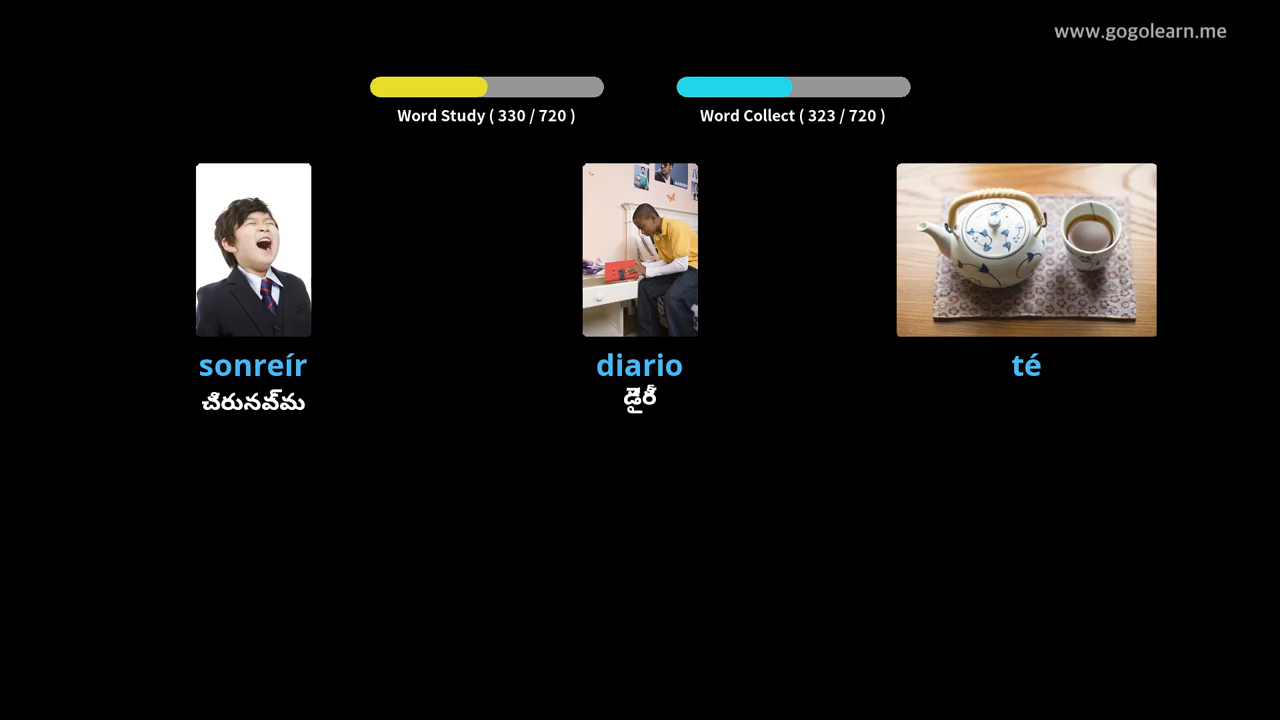 www.gogolearn.me
Word Study ( 330 / 720 )
Word Collect ( 323 / 720 )
sonreír
diario
té
చిరునవ్మ
డైరీ